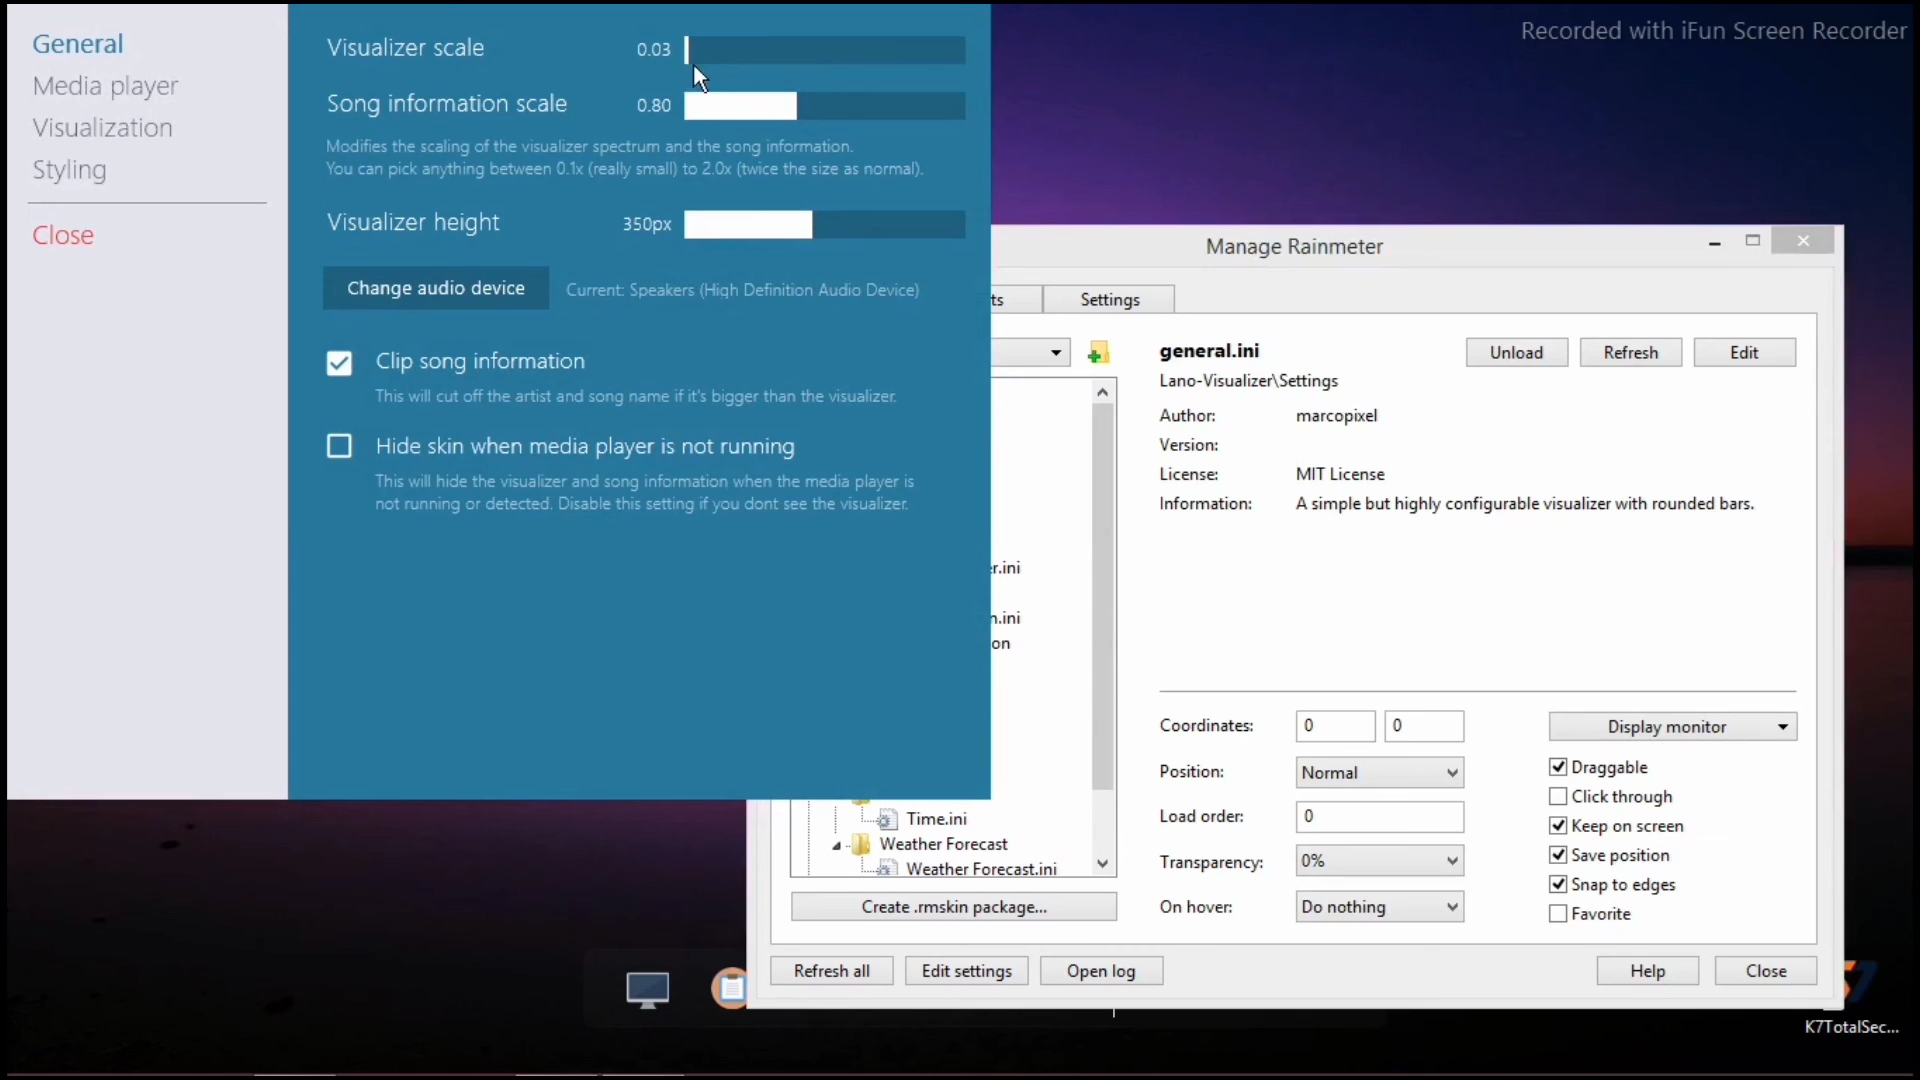 Recorded with iFun Screen Recorder
General
Media player
Visualization
Styling
Close
Visualizer scale 0.03
Song information scale 0.80
Modifies the scaling of the visualizer spectrum and the song information.
You can pick anything between 0.1x (really small) to 2.0x (twice the size as normal).
Visualizer height 350px
Change audio device Current: Speakers (High Definition Audio Device)
Clip song information
This will cut off the artist and song name if it's bigger than the visualizer.
Hide skin when media player is not running
This will hide the visualizer and song information when the media player is
not running or detected. Disable this setting if you dont see the visualizer.
Manage Rainmeter
ts Settings
general.ini Unload Refresh Edit
Lano-Visualizer\Settings
Author: marcopixel
Version:
License: MIT License
Information: A simple but highly configurable visualizer with rounded bars.
r.ini
n.ini
on
Time.ini
Weather Forecast
Weather Forecast.ini
Create .rmskin package...
Coordinates: 0 0
Position: Normal
Load order: 0
Transparency: 0%
On hover: Do nothing
Display monitor
Draggable
Click through
Keep on screen
Save position
Snap to edges
Favorite
Refresh all Edit settings Open log Help Close
K7TotalSec...